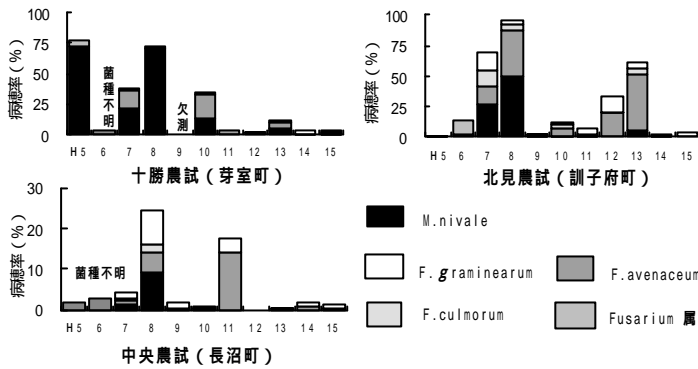 病穂率(%)
100
75
50
25
0
菌種不明
欠測
H5 6 7 8 9 10 11 12 13 14 15
十勝農試(芽室町)
病穂率(%)
100
75
50
25
0
H5 6 7 8 9 10 11 12 13 14 15
北見農試(訓子府町)
病穂率(%)
30
20
10
0
菌種不明
H5 6 7 8 9 10 11 12 13 14 15
中央農試(長沼町)
M.nivale
F.graminearum
F.avenaceum
F.culmorum
Fusarium 属